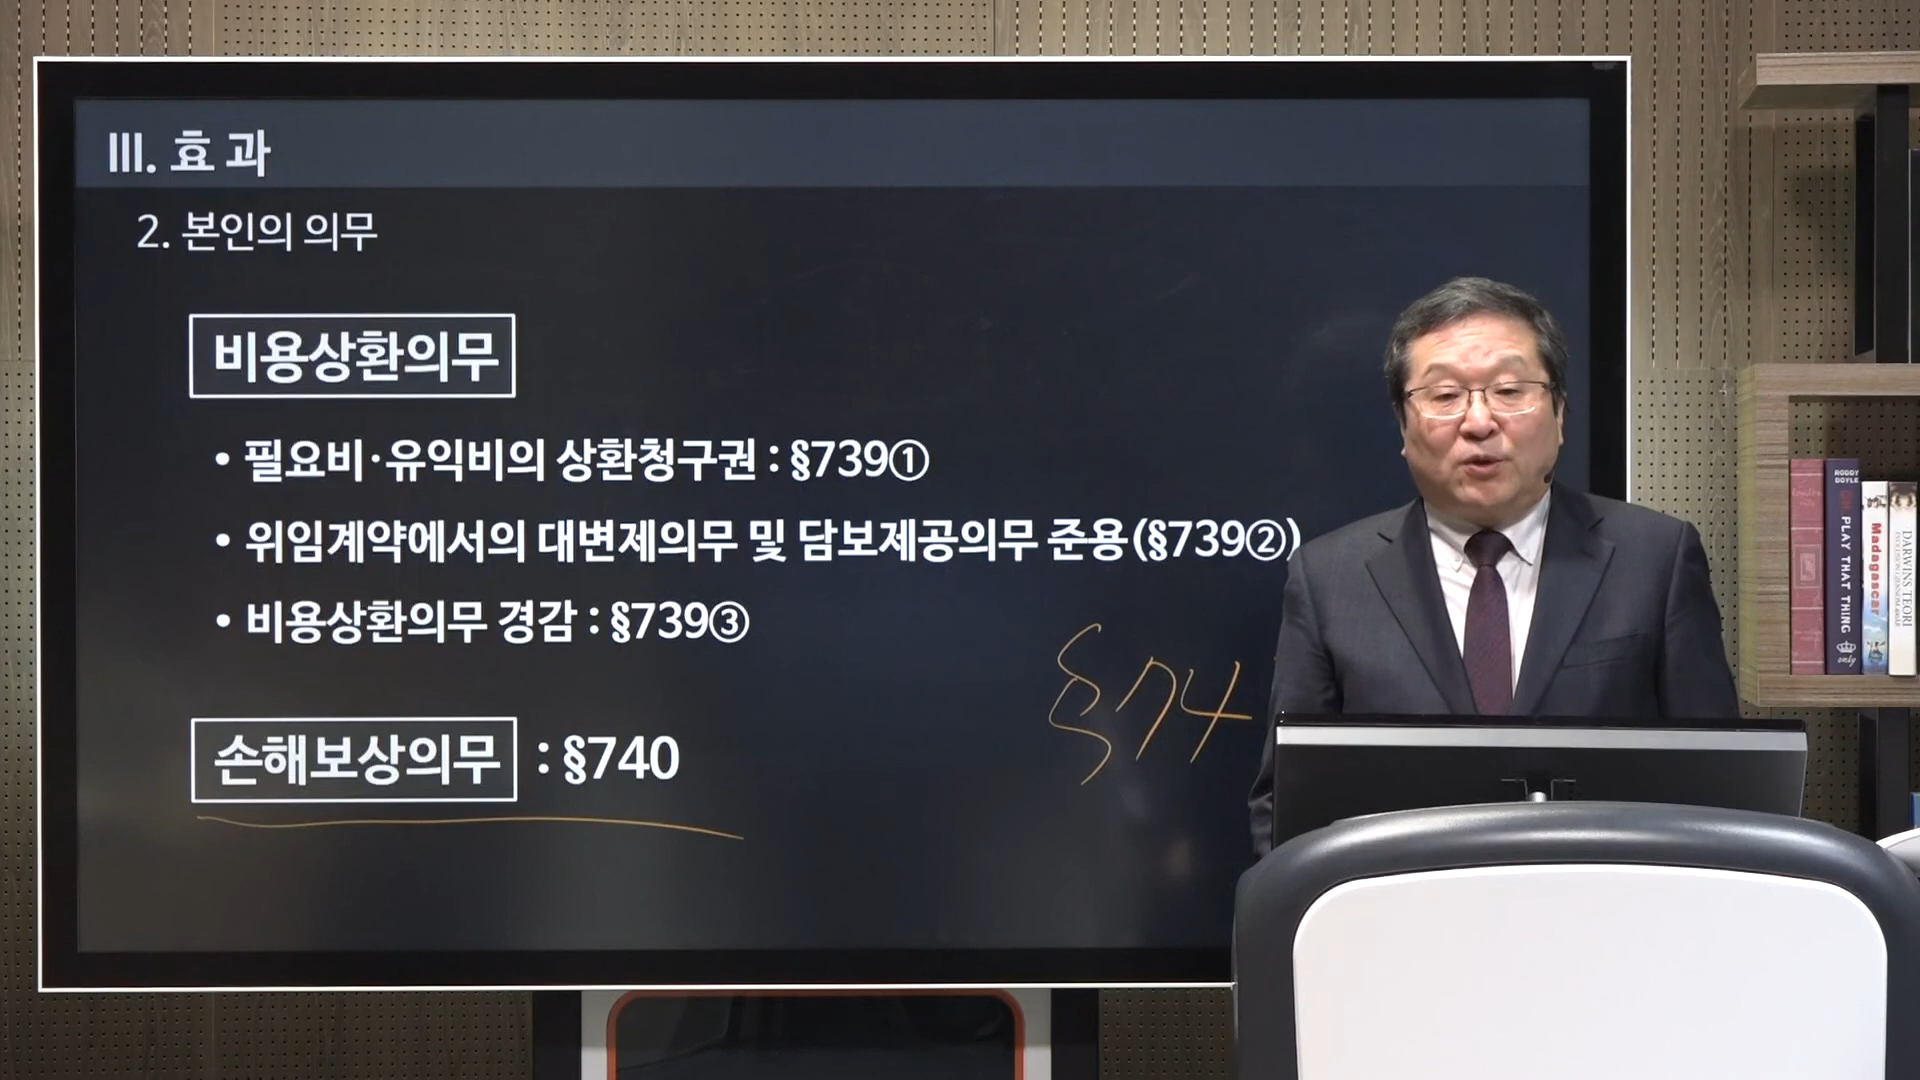 III. 효 과
2. 본인의 의무
비용상환의무
• 필요비·유익비의 상환청구권 : §739①
• 위임계약에서의 대변제의무 및 담보제공의무 준용(§739②)
• 비용상환의무 경감 : §739③
손해보상의무 : §740
§74
RODDY DOYLE
PLAY THAT THING
only
Madagascar
DARWINS TEORI